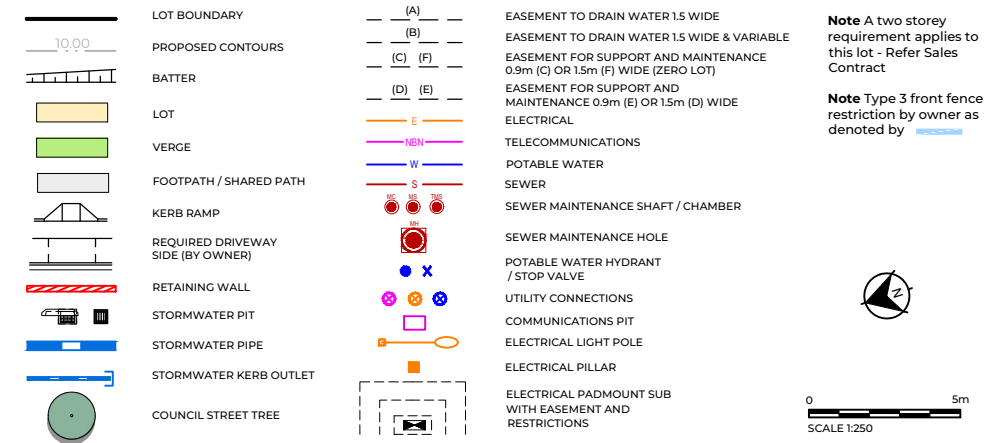 LOT BOUNDARY
10.00
PROPOSED CONTOURS
BATTER
LOT
VERGE
FOOTPATH / SHARED PATH
KERB RAMP
REQUIRED DRIVEWAY
SIDE (BY OWNER)
RETAINING WALL
STORMWATER PIT
STORMWATER PIPE
STORMWATER KERB OUTLET
COUNCIL STREET TREE
(A)
EASEMENT TO DRAIN WATER 1.5 WIDE
(B)
EASEMENT TO DRAIN WATER 1.5 WIDE & VARIABLE
(C) (F)
EASEMENT FOR SUPPORT AND MAINTENANCE
0.9m (C) OR 1.5m (F) WIDE (ZERO LOT)
(D) (E)
EASEMENT FOR SUPPORT AND
MAINTENANCE 0.9m (E) OR 1.5m (D) WIDE
E
ELECTRICAL
NBN
TELECOMMUNICATIONS
W
POTABLE WATER
S
SEWER
MC MS TMS
SEWER MAINTENANCE SHAFT / CHAMBER
MH
SEWER MAINTENANCE HOLE
POTABLE WATER HYDRANT
/ STOP VALVE
UTILITY CONNECTIONS
COMMUNICATIONS PIT
ELECTRICAL LIGHT POLE
ELECTRICAL PILLAR
ELECTRICAL PADMOUNT SUB
WITH EASEMENT AND
RESTRICTIONS
Note A two storey
requirement applies to
this lot - Refer Sales
Contract
Note Type 3 front fence
restriction by owner as
denoted by
N
0 5m
SCALE 1:250